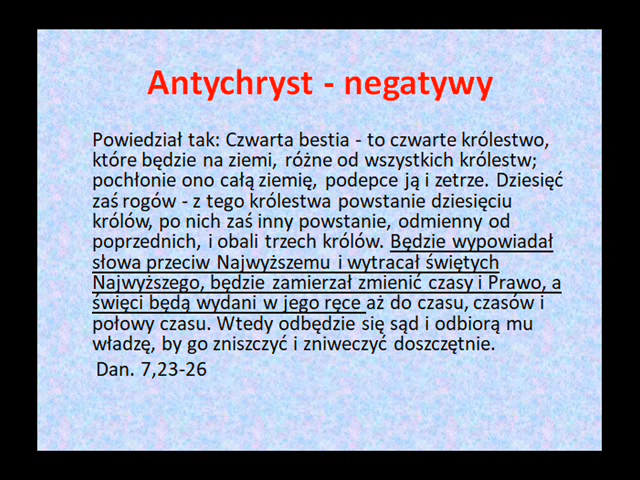 Antychryst - negatywy
Powiedział tak: Czwarta bestia - to czwarte królestwo,
które będzie na ziemi, różne od wszystkich królestw;
pochłonie ono całą ziemię, podepce ją i zetrze. Dziesięć
zaś rogów - z tego królestwa powstanie dziesięciu
królów, po nich zaś inny powstanie, odmienny od
poprzednich, i obali trzech królów. Będzie wypowiadał
słowa przeciw Najwyższemu i wytracał świętych
Najwyższego, będzie zamierzał zmienić czasy i Prawo, a
święci będą wydani w jego ręce aż do czasu, czasów i
połowy czasu. Wtedy odbędzie się sąd i odbiorą mu
władzę, by go zniszczyć i zniweczyć doszczętnie.
Dan. 7,23-26